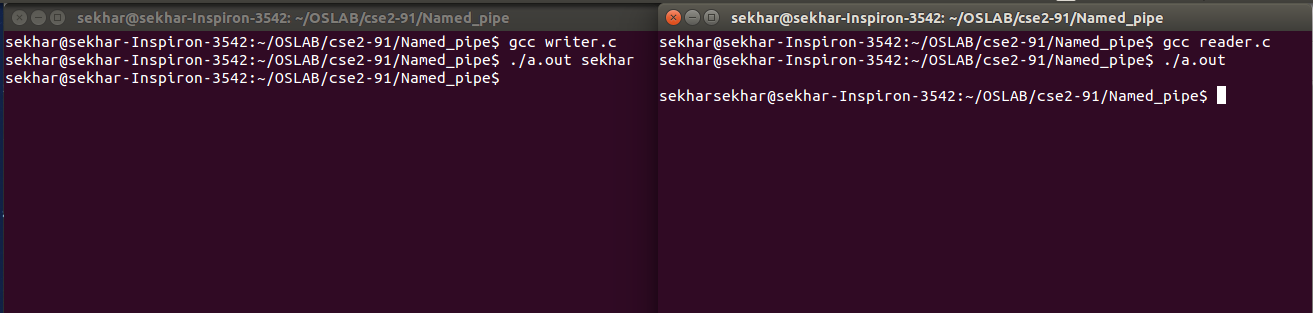 sekhar@sekhar-Inspiron-3542: ~/OSLAB/cse2-91/Named_pipe
sekhar@sekhar-Inspiron-3542:~/OSLAB/cse2-91/Named_pipe$ gcc writer.c
sekhar@sekhar-Inspiron-3542:~/OSLAB/cse2-91/Named_pipe$ ./a.out sekhar
sekhar@sekhar-Inspiron-3542:~/OSLAB/cse2-91/Named_pipe$
sekhar@sekhar-Inspiron-3542: ~/OSLAB/cse2-91/Named_pipe
sekhar@sekhar-Inspiron-3542:~/OSLAB/cse2-91/Named_pipe$ gcc reader.c
sekhar@sekhar-Inspiron-3542:~/OSLAB/cse2-91/Named_pipe$ ./a.out
sekharsekhar@sekhar-Inspiron-3542:~/OSLAB/cse2-91/Named_pipe$